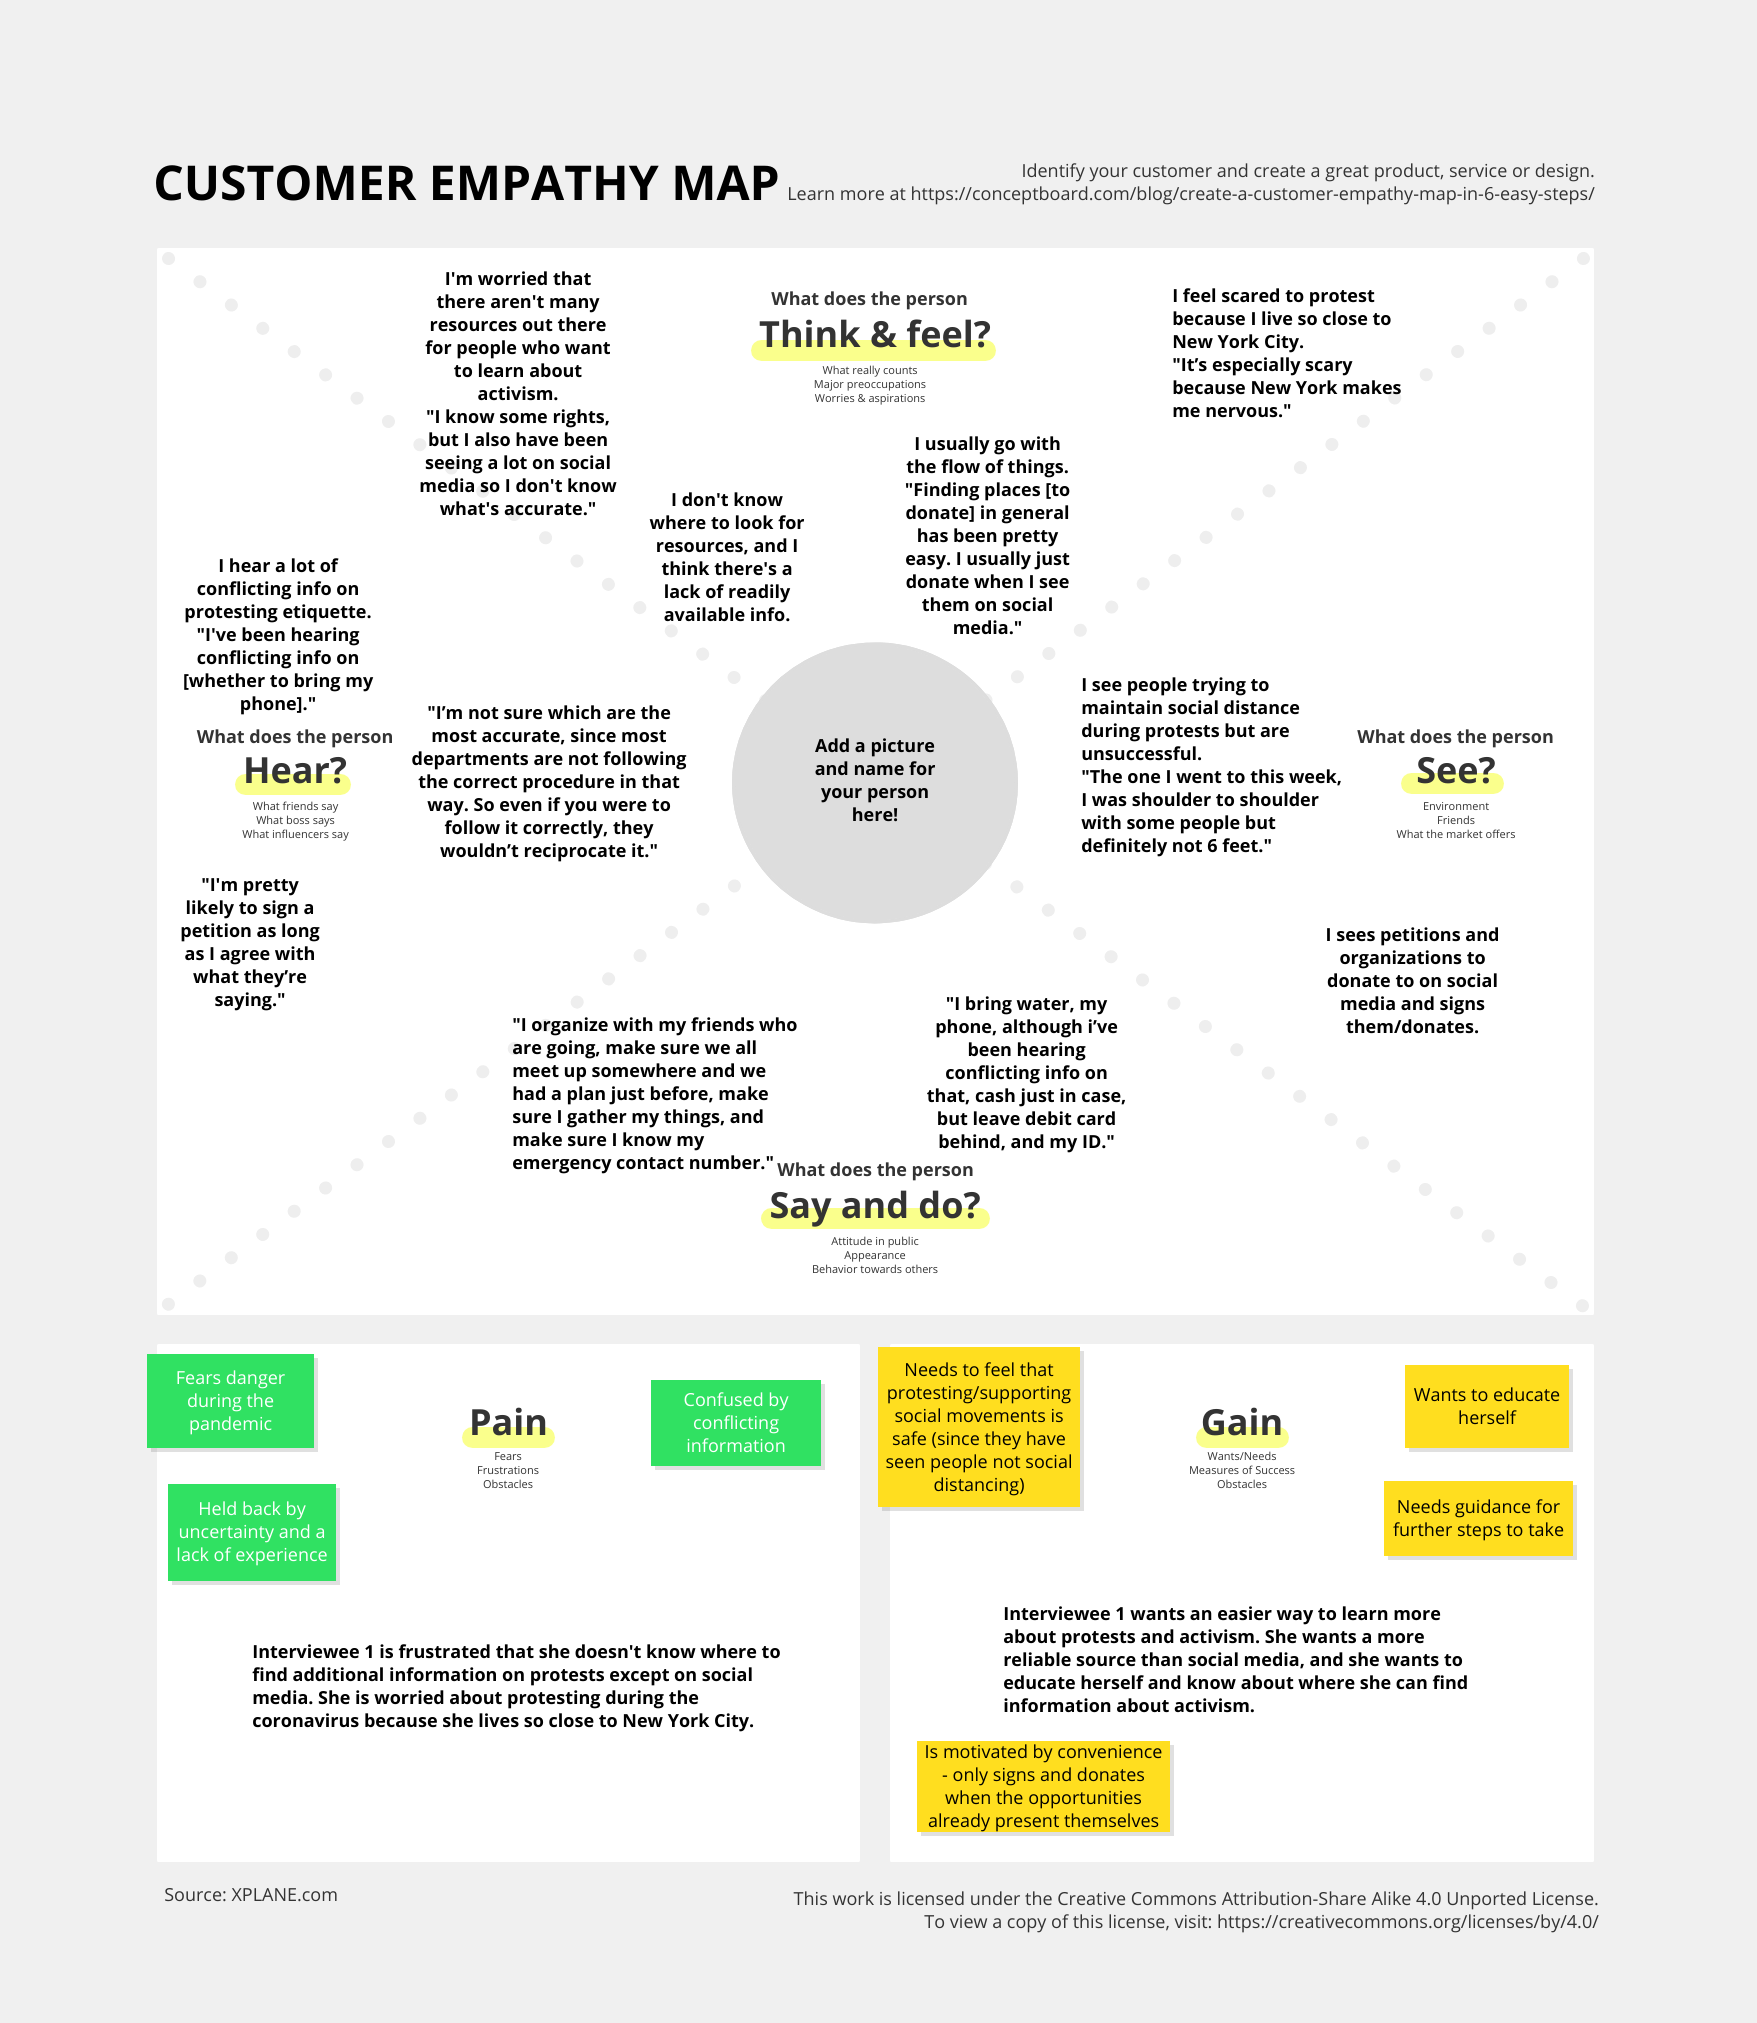 CUSTOMER EMPATHY MAP
Identify your customer and create a great product, service or design.
Learn more at https://conceptboard.com/blog/create-a-customer-empathy-map-in-6-easy-steps/
I'm worried that
there aren't many
resources out there
for people who want
to learn about
activism.
"I know some rights,
but I also have been
seeing a lot on social
media so I don't know
what's accurate."
What does the person
Think & feel?
What really counts
Major preoccupations
Worries & aspirations
I feel scared to protest
because I live so close to
New York City.
"It’s especially scary
because New York makes
me nervous."
I don't know
where to look for
resources, and I
think there's a
lack of readily
available info.
I usually go with
the flow of things.
"Finding places [to
donate] in general
has been pretty
easy. I usually just
donate when I see
them on social
media."
I hear a lot of
conflicting info on
protesting etiquette.
"I've been hearing
conflicting info on
[whether to bring my
phone]."
What does the person
Hear?
What friends say
What boss says
What influencers say
"I’m not sure which are the
most accurate, since most
departments are not following
the correct procedure in that
way. So even if you were to
follow it correctly, they
wouldn’t reciprocate it."
"I'm pretty
likely to sign a
petition as long
as I agree with
what they’re
saying."
Add a picture
and name for
your person
here!
I see people trying to
maintain social distance
during protests but are
unsuccessful.
"The one I went to this week,
I was shoulder to shoulder
with some people but
definitely not 6 feet."
What does the person
See?
Environment
Friends
What the market offers
I sees petitions and
organizations to
donate to on social
media and signs
them/donates.
"I organize with my friends who
are going, make sure we all
meet up somewhere and we
had a plan just before, make
sure I gather my things, and
make sure I know my
emergency contact number."
"I bring water, my
phone, although i’ve
been hearing
conflicting info on
that, cash just in case,
but leave debit card
behind, and my ID."
What does the person
Say and do?
Attitude in public
Appearance
Behavior towards others
Fears danger
during the
pandemic
Pain
Fears
Frustrations
Obstacles
Confused by
conflicting
information
Held back by
uncertainty and a
lack of experience
Interviewee 1 is frustrated that she doesn't know where to
find additional information on protests except on social
media. She is worried about protesting during the
coronavirus because she lives so close to New York City.
Needs to feel that
protesting/supporting
social movements is
safe (since they have
seen people not social
distancing)
Gain
Wants/Needs
Measures of Success
Obstacles
Wants to educate
herself
Needs guidance for
further steps to take
Interviewee 1 wants an easier way to learn more
about protests and activism. She wants a more
reliable source than social media, and she wants to
educate herself and know about where she can find
information about activism.
Is motivated by convenience
- only signs and donates
when the opportunities
already present themselves
Source: XPLANE.com
This work is licensed under the Creative Commons Attribution-Share Alike 4.0 Unported License.
To view a copy of this license, visit: https://creativecommons.org/licenses/by/4.0/